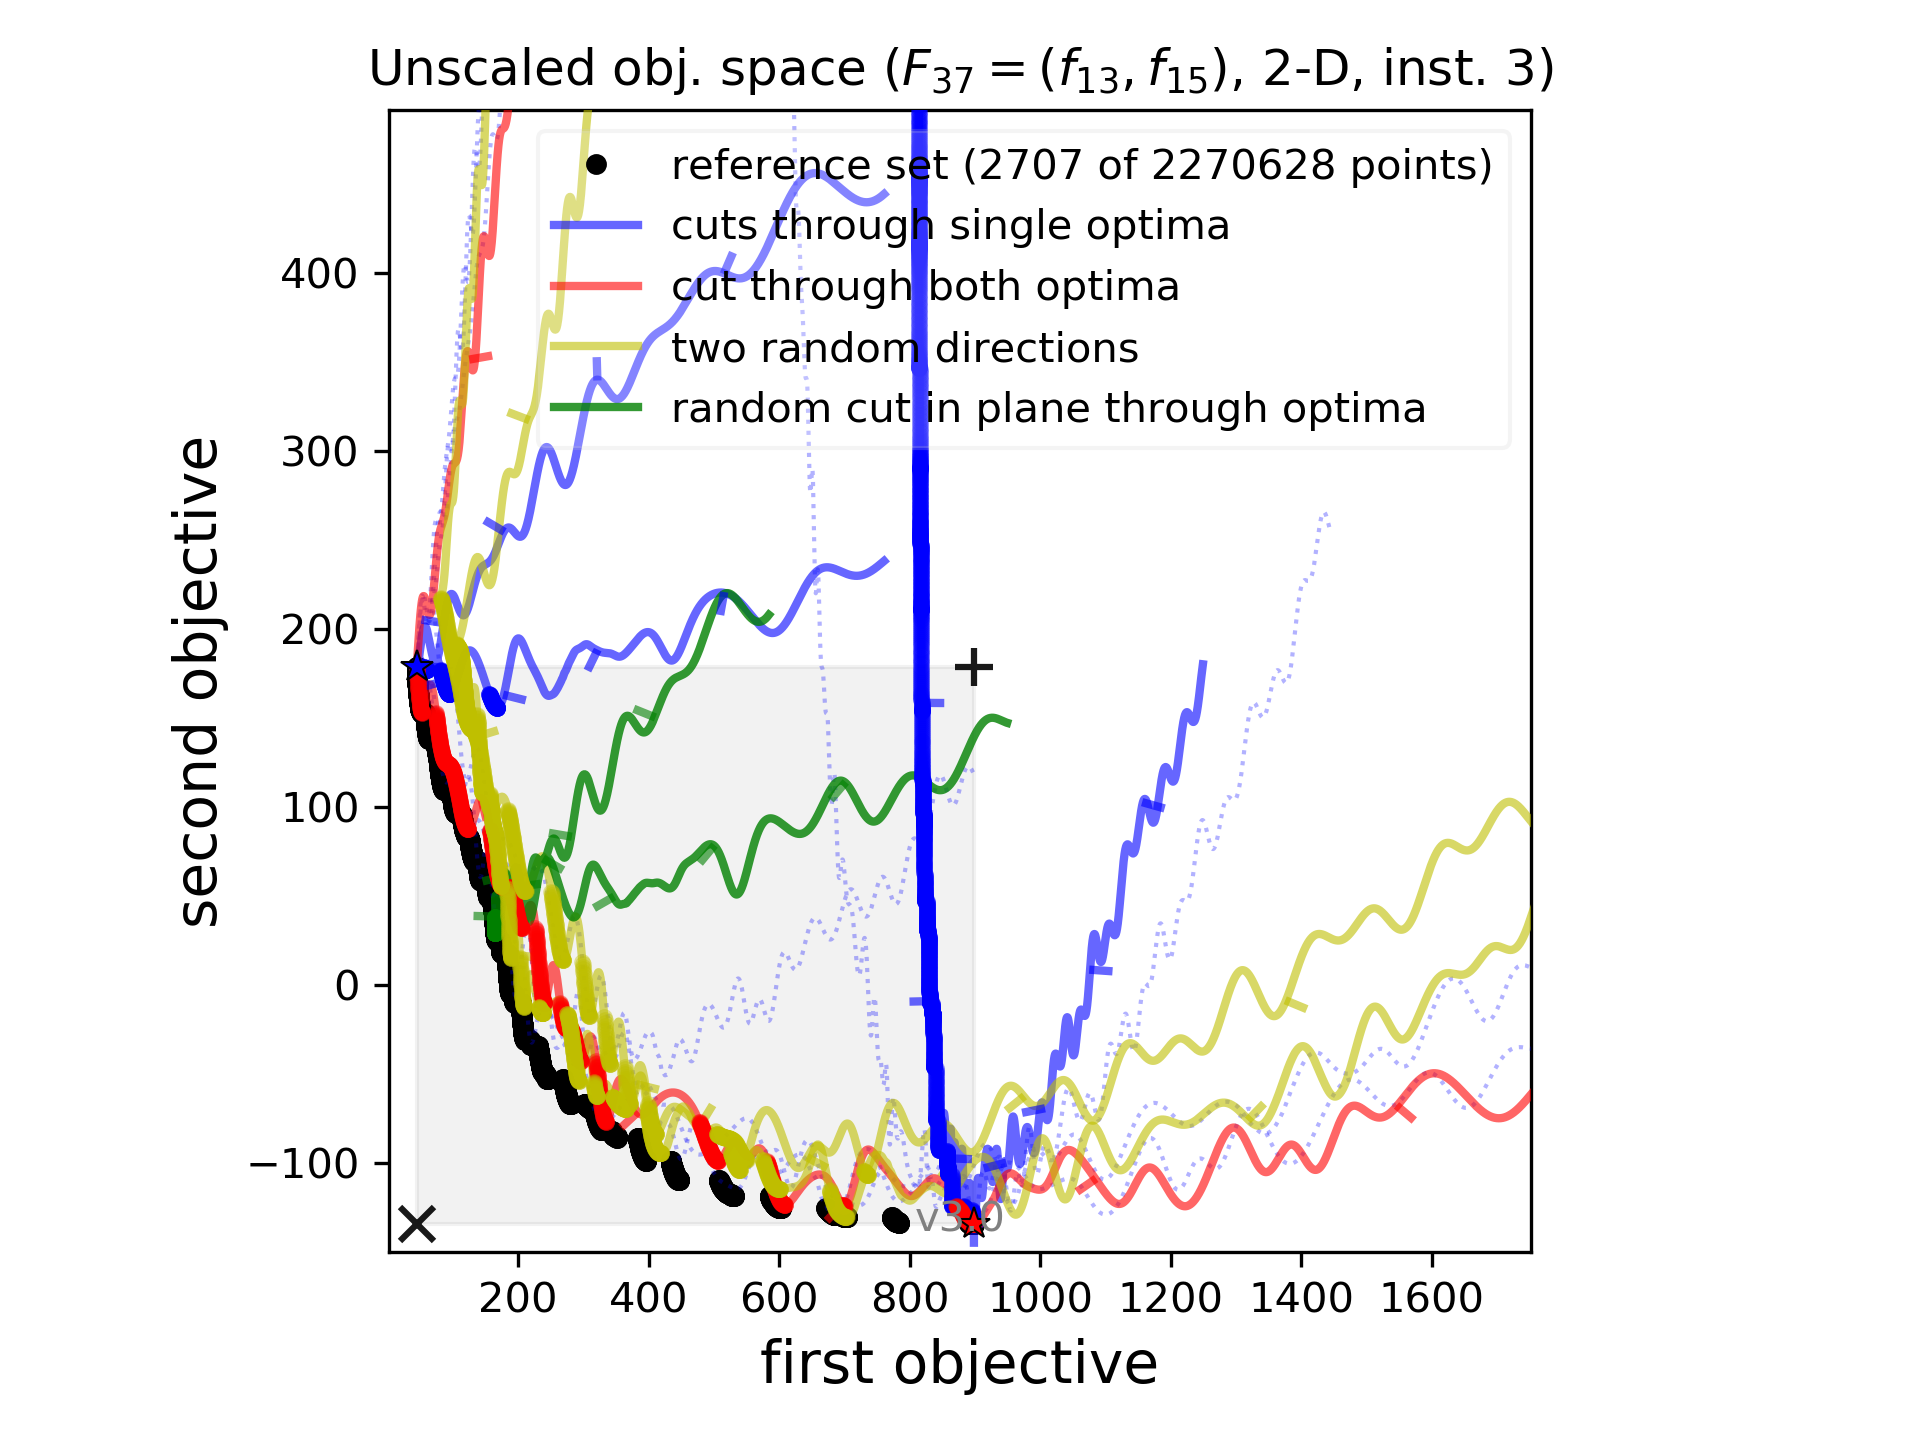 Unscaled obj. space (F₃₇ = (f₁₃, f₁₅), 2-D, inst. 3)
reference set (2707 of 2270628 points)
cuts through single optima
cut through both optima
two random directions
random cut in plane through optima
second objective
400
300
200
100
0
−100
v3.0
200 400 600 800 1000 1200 1400 1600
first objective